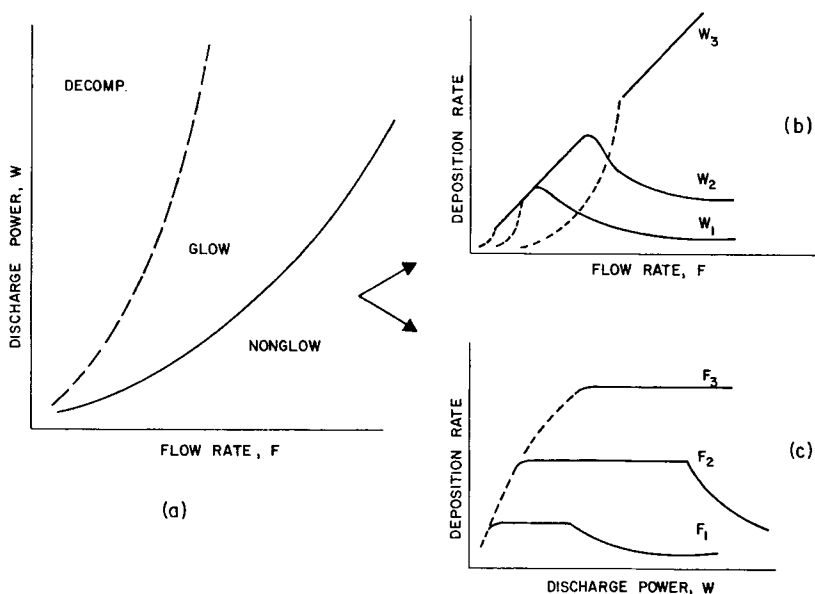 DISCHARGE POWER, W
DECOMP.
GLOW
NONGLOW
FLOW RATE, F
(a)
DEPOSITION RATE
W3
W2
W1
(b)
FLOW RATE, F
DEPOSITION RATE
F3
F2
F1
(c)
DISCHARGE POWER, W